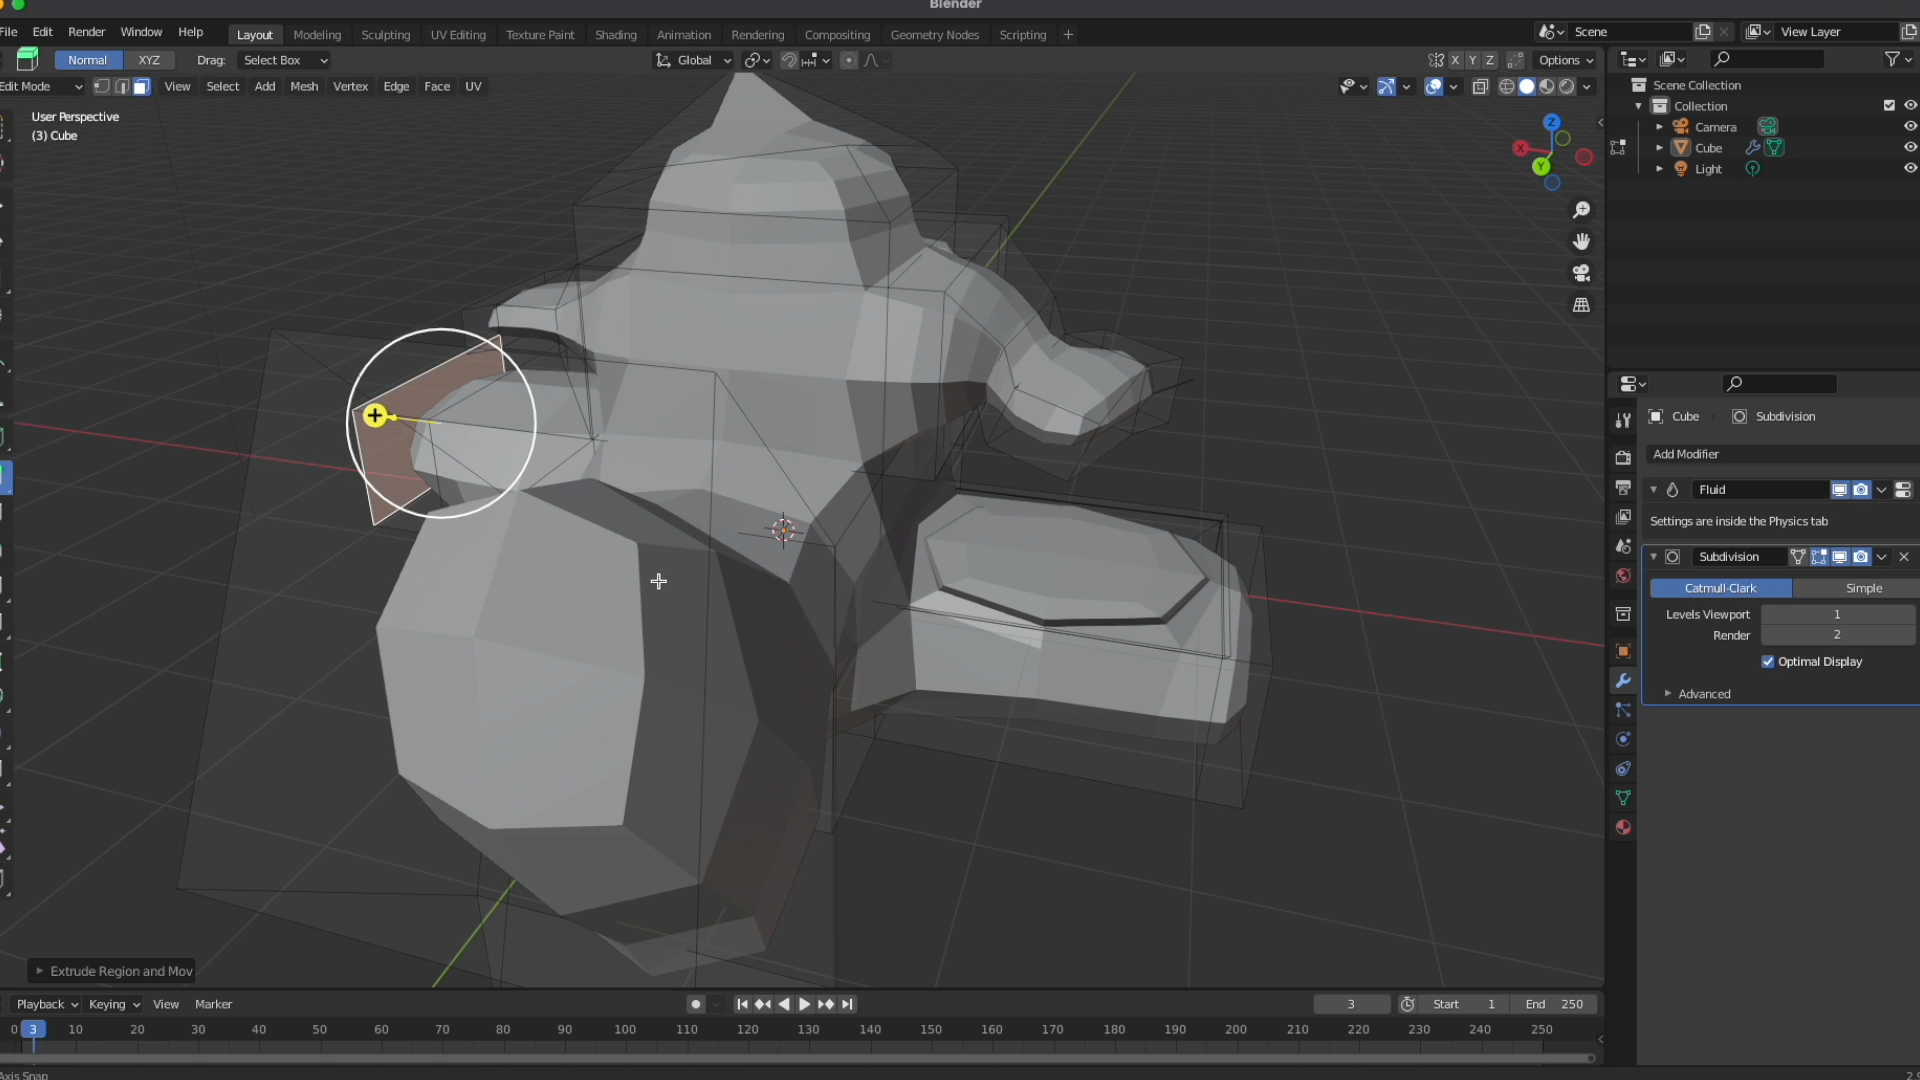 Blender
File Edit Render Window Help Layout Modeling Sculpting UV Editing Texture Paint Shading Animation Rendering Compositing Geometry Nodes Scripting + Scene View Layer
Normal XYZ Drag: Select Box Global X Y Z Options
Edit Mode View Select Add Mesh Vertex Edge Face UV
User Perspective
(3) Cube
Z
X
Y
Scene Collection
Collection
Camera
Cube
Light
Cube Subdivision
Add Modifier
Fluid
Settings are inside the Physics tab
Subdivision
Catmull-Clark Simple
Levels Viewport 1
Render 2
Optimal Display
Advanced
Extrude Region and Mov
Playback Keying View Marker 3 Start 1 End 250
0 3 10 20 30 40 50 60 70 80 90 100 110 120 130 140 150 160 170 180 190 200 210 220 230 240 250
Axis Snap